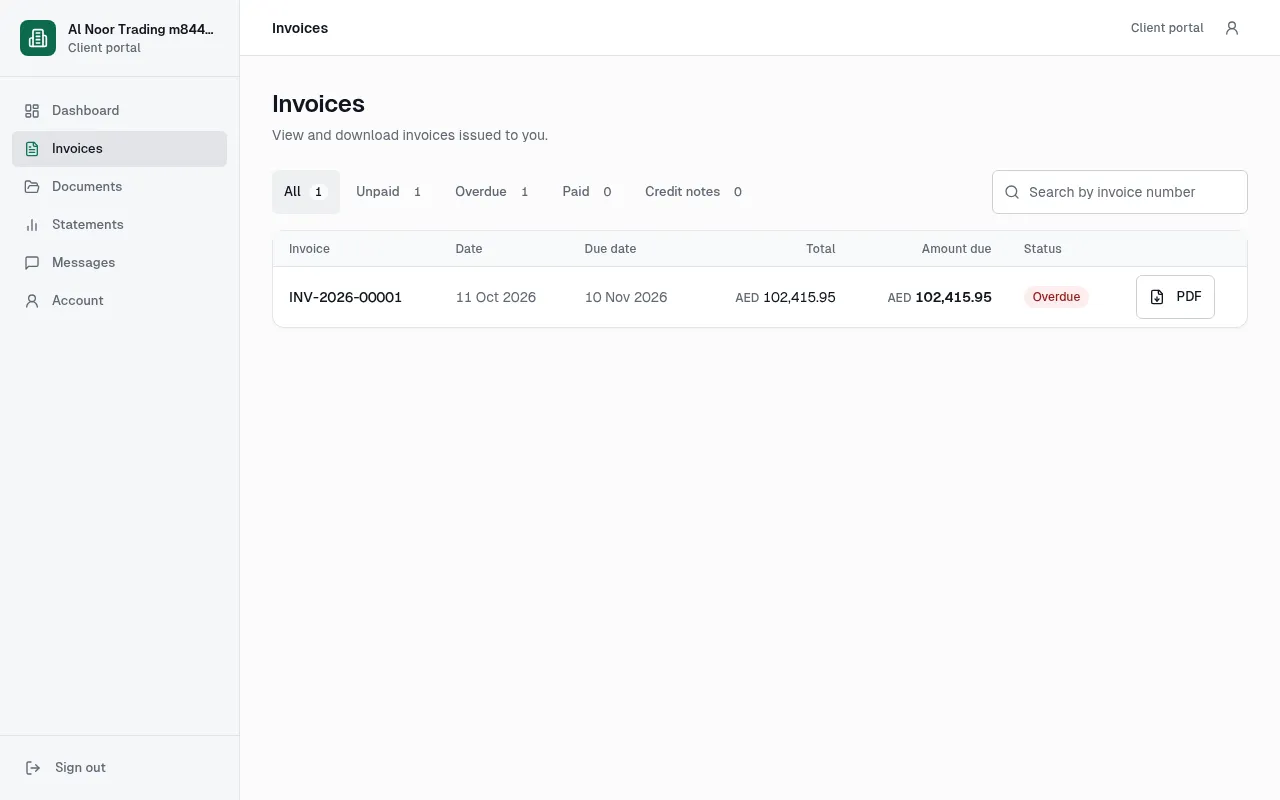 Al Noor Trading m844…
Client portal
Dashboard
Invoices
Documents
Statements
Messages
Account
Sign out
Invoices
Client portal
Invoices
View and download invoices issued to you.
All 1 Unpaid 1 Overdue 1 Paid 0 Credit notes 0
Search by invoice number
Invoice Date Due date Total Amount due Status
INV-2026-00001 11 Oct 2026 10 Nov 2026 AED 102,415.95 AED 102,415.95 Overdue PDF